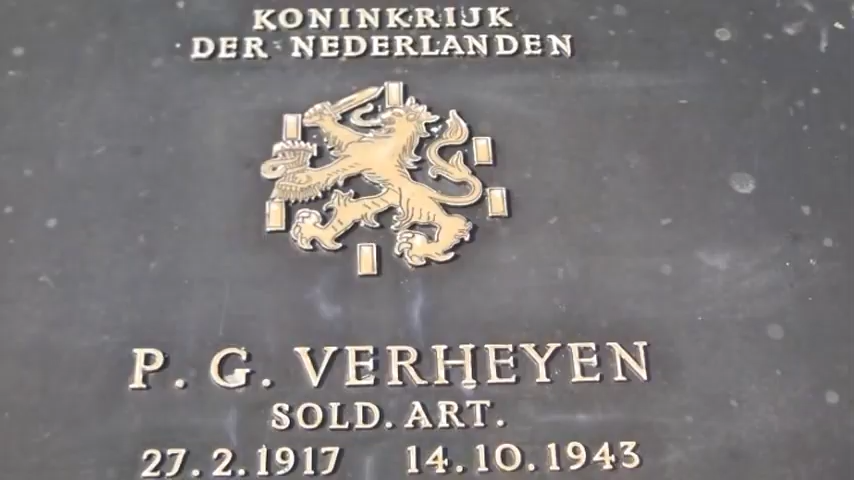 KONINKRIJK
DER NEDERLANDEN
P. G. VERHEYEN
SOLD. ART.
27.2.1917 14.10.1943